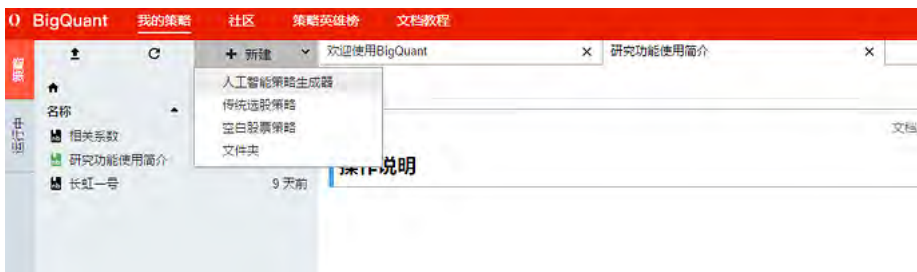 BigQuant 我的策略 社区 策略英雄榜 文档教程
+ 新建 欢迎使用BigQuant × 研究功能使用简介 ×
人工智能策略生成器
名称
传统选股策略
运行中
相关系数
空白股票策略
文档
研究功能使用简介
文件夹
操作说明
长虹一号 9 天前